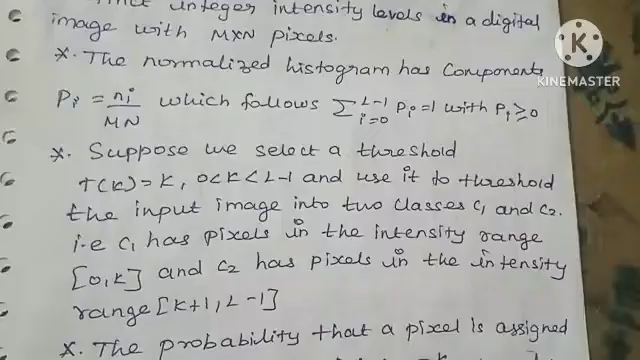 integer intensity levels in a digital
image with MXN pixels.
K
KINEMASTER
*. The normalized histogram has Components
Pi = ni/MN which follows ∑_{i=0}^{L-1} Pi = 1 with Pi ≥ 0
*. Suppose we select a threshold
T(K) = K, 0<K<L-1 and use it to threshold
the input image into two classes C1 and C2.
i.e C1 has pixels in the intensity range
[0,K] and C2 has pixels in the intensity
range [K+1, L-1]
*. The probability that a pixel is assigned